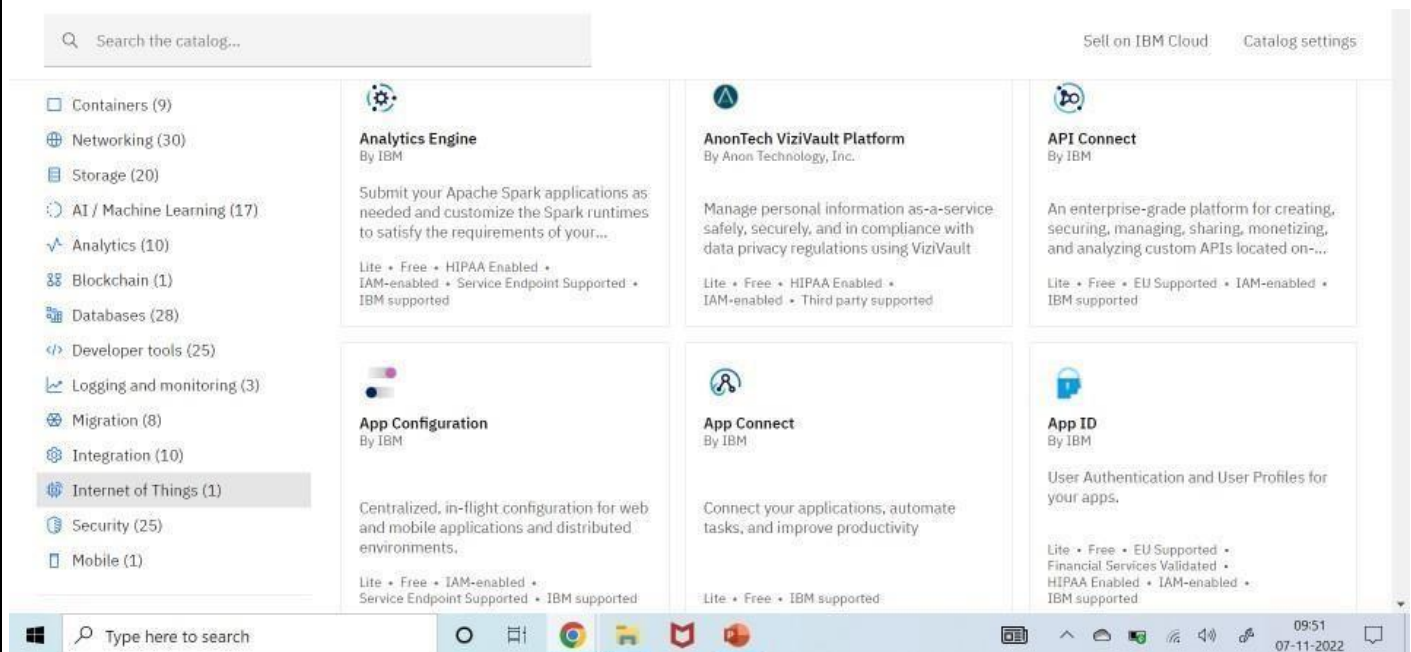 Search the catalog...
Sell on IBM Cloud
Catalog settings
Containers (9)
Networking (30)
Storage (20)
AI / Machine Learning (17)
Analytics (10)
Blockchain (1)
Databases (28)
Developer tools (25)
Logging and monitoring (3)
Migration (8)
Integration (10)
Internet of Things (1)
Security (25)
Mobile (1)
Analytics Engine
By IBM
Submit your Apache Spark applications as
needed and customize the Spark runtimes
to satisfy the requirements of your...
Lite • Free • HIPAA Enabled •
IAM-enabled • Service Endpoint Supported •
IBM supported
AnonTech ViziVault Platform
By Anon Technology, Inc.
Manage personal information as-a-service
safely, securely, and in compliance with
data privacy regulations using ViziVault
Lite • Free • HIPAA Enabled •
IAM-enabled • Third party supported
API Connect
By IBM
An enterprise-grade platform for creating,
securing, managing, sharing, monetizing,
and analyzing custom APIs located on-...
Lite • Free • EU Supported • IAM-enabled •
IBM supported
App Configuration
By IBM
Centralized, in-flight configuration for web
and mobile applications and distributed
environments.
Lite • Free • IAM-enabled •
Service Endpoint Supported • IBM supported
App Connect
By IBM
Connect your applications, automate
tasks, and improve productivity
Lite • Free • IBM supported
App ID
By IBM
User Authentication and User Profiles for
your apps.
Lite • Free • EU Supported •
Financial Services Validated •
HIPAA Enabled • IAM-enabled •
IBM supported
Type here to search
09:51
07-11-2022